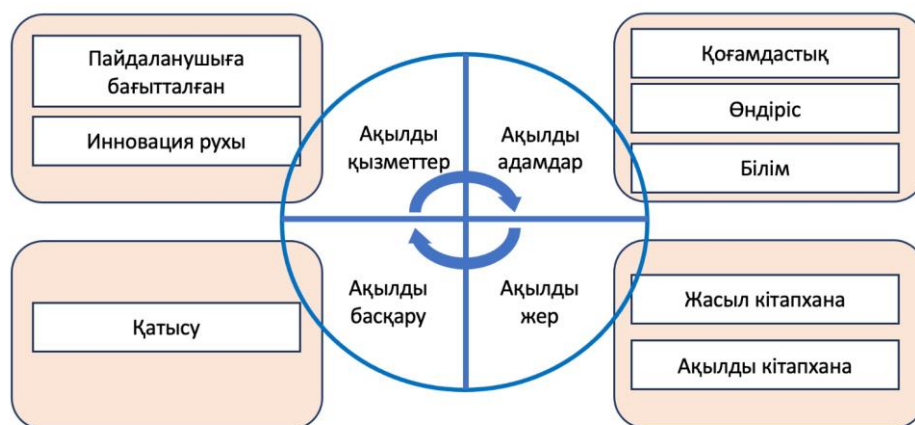 Пайдаланушыға
бағытталған
Инновация рухы
Ақылды
қызметтер
Ақылды
адамдар
Қоғамдастық
Өндіріс
Білім
Қатысу
Ақылды
басқару
Ақылды
жер
Жасыл кітапхана
Ақылды кітапхана